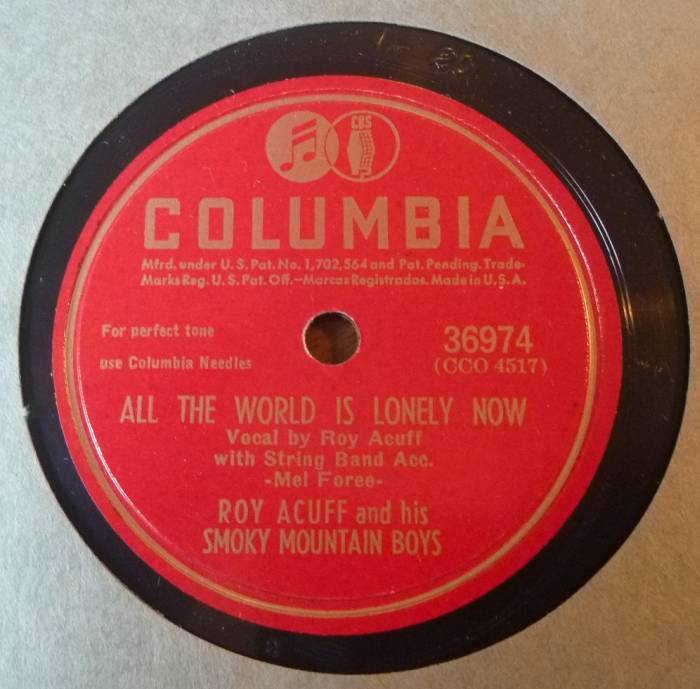 CBS
COLUMBIA
Mfrd. under U.S. Pat. No. 1,702,564 and Pat. Pending. Trade-
Marks Reg. U.S. Pat. Off.—Marcas Registradas. Made in U.S.A.
For perfect tone
use Columbia Needles
36974
(CCO 4517)
ALL THE WORLD IS LONELY NOW
Vocal by Roy Acuff
with String Band Acc.
-Mel Foree-
ROY ACUFF and his
SMOKY MOUNTAIN BOYS